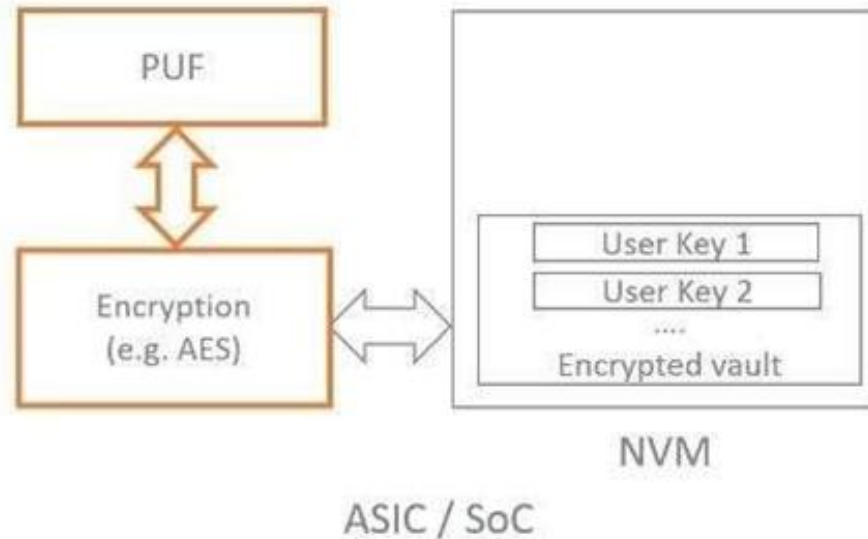 PUF
Encryption
(e.g. AES)
User Key 1
User Key 2
....
Encrypted vault
NVM
ASIC / SoC